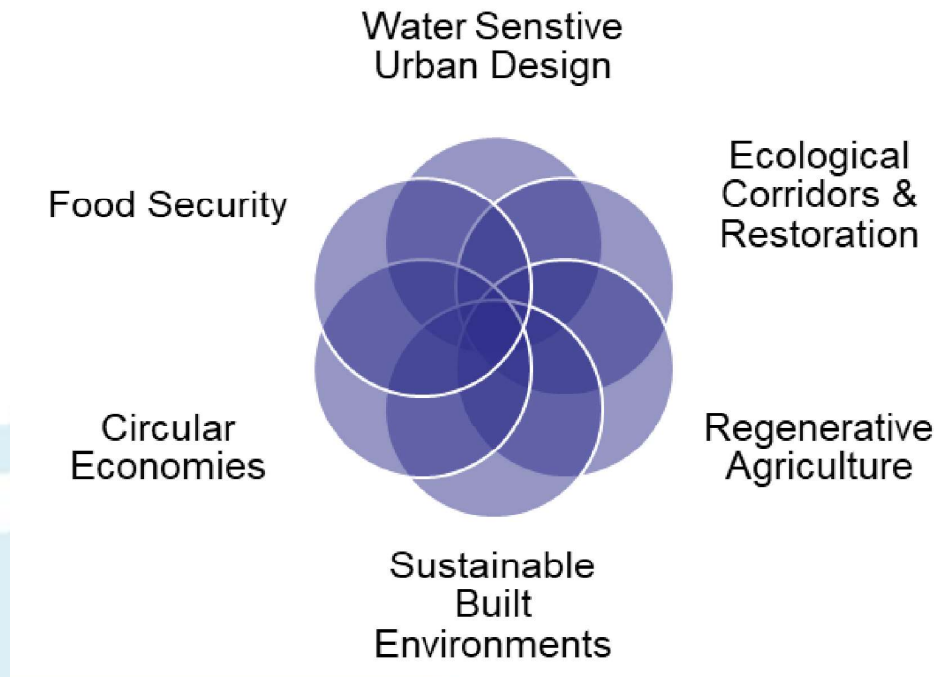 Water Senstive
Urban Design
Ecological
Corridors &
Restoration
Food Security
Regenerative
Agriculture
Circular
Economies
Sustainable
Built
Environments